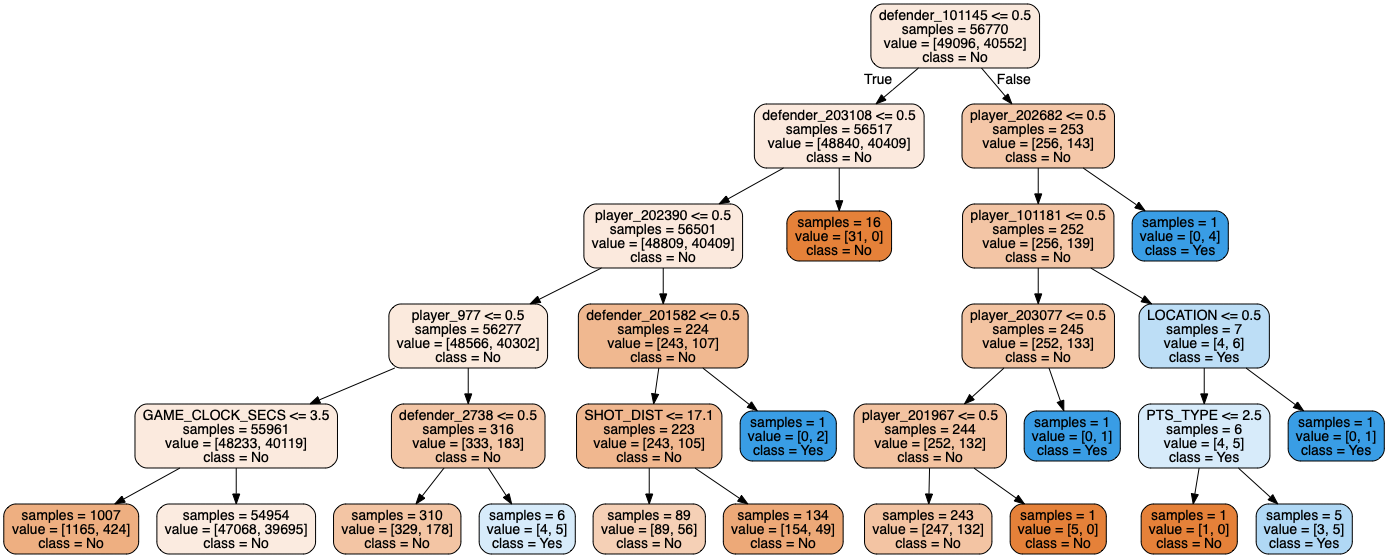 defender_101145 <= 0.5
samples = 56770
value = [49096, 40552]
class = No
True
False
defender_203108 <= 0.5
samples = 56517
value = [48840, 40409]
class = No
player_202682 <= 0.5
samples = 253
value = [256, 143]
class = No
player_202390 <= 0.5
samples = 56501
value = [48809, 40409]
class = No
samples = 16
value = [31, 0]
class = No
player_101181 <= 0.5
samples = 252
value = [256, 139]
class = No
samples = 1
value = [0, 4]
class = Yes
player_977 <= 0.5
samples = 56277
value = [48566, 40302]
class = No
defender_201582 <= 0.5
samples = 224
value = [243, 107]
class = No
player_203077 <= 0.5
samples = 245
value = [252, 133]
class = No
LOCATION <= 0.5
samples = 7
value = [4, 6]
class = Yes
GAME_CLOCK_SECS <= 3.5
samples = 55961
value = [48233, 40119]
class = No
defender_2738 <= 0.5
samples = 316
value = [333, 183]
class = No
SHOT_DIST <= 17.1
samples = 223
value = [243, 105]
class = No
samples = 1
value = [0, 2]
class = Yes
player_201967 <= 0.5
samples = 244
value = [252, 132]
class = No
samples = 1
value = [0, 1]
class = Yes
PTS_TYPE <= 2.5
samples = 6
value = [4, 5]
class = Yes
samples = 1
value = [0, 1]
class = Yes
samples = 1007
value = [1165, 424]
class = No
samples = 54954
value = [47068, 39695]
class = No
samples = 310
value = [329, 178]
class = No
samples = 6
value = [4, 5]
class = Yes
samples = 89
value = [89, 56]
class = No
samples = 134
value = [154, 49]
class = No
samples = 243
value = [247, 132]
class = No
samples = 1
value = [5, 0]
class = No
samples = 1
value = [1, 0]
class = No
samples = 5
value = [3, 5]
class = Yes